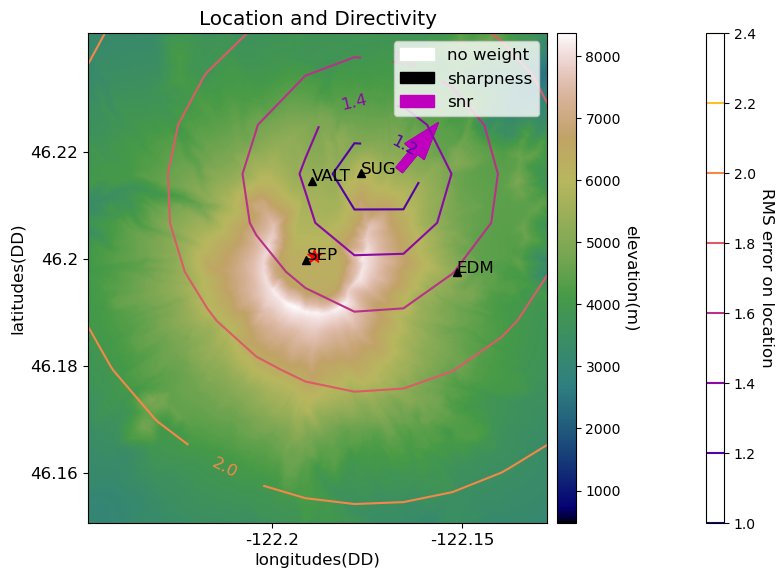 Location and Directivity
no weight
sharpness
snr
1.4
1.2
VALT
SUG
SEP
EDM
2.0
46.22
46.2
46.18
46.16
latitudes(DD)
-122.2
-122.15
longitudes(DD)
8000
7000
6000
5000
4000
3000
2000
1000
elevation(m)
2.4
2.2
2.0
1.8
1.6
1.4
1.2
1.0
RMS error on location